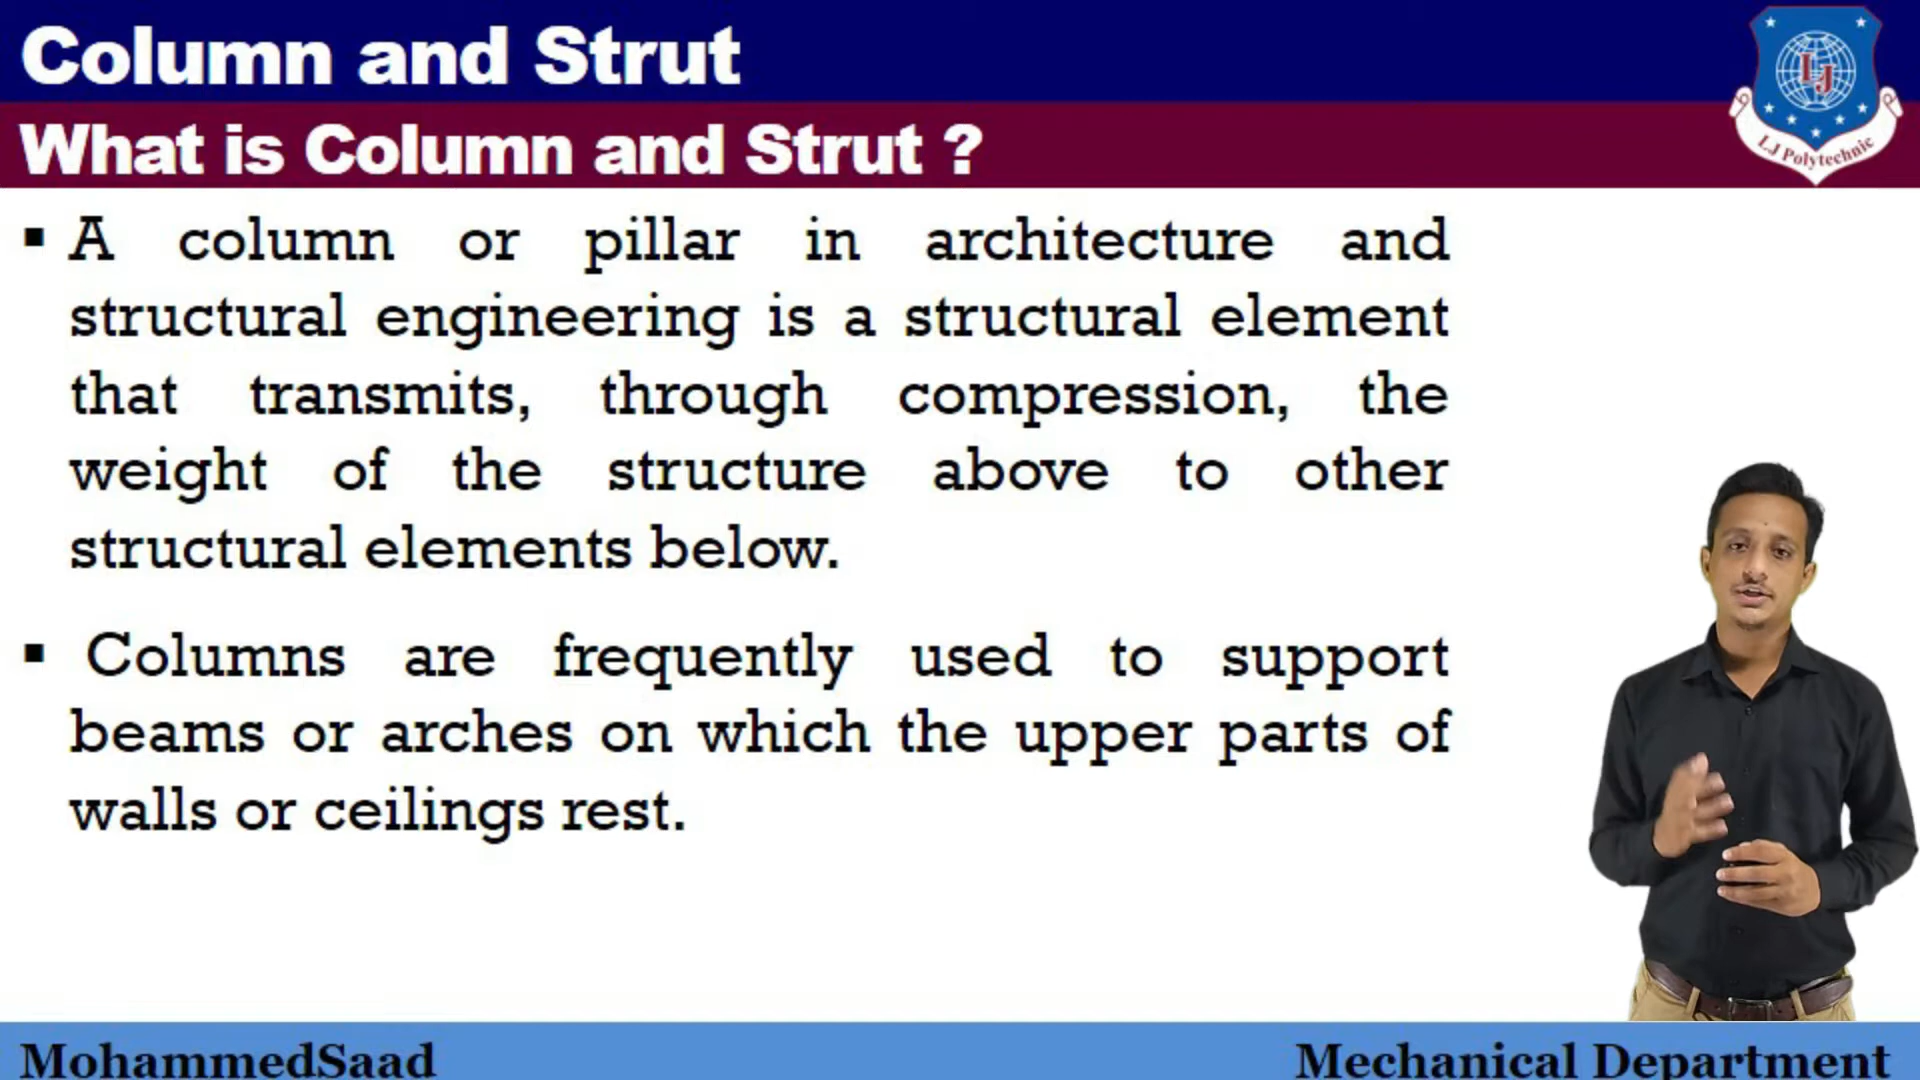 Column and Strut
What is Column and Strut ?
LJ
LJ Polytechnic
▪ A column or pillar in architecture and
structural engineering is a structural element
that transmits, through compression, the
weight of the structure above to other
structural elements below.
▪ Columns are frequently used to support
beams or arches on which the upper parts of
walls or ceilings rest.
MohammedSaad
Mechanical Department